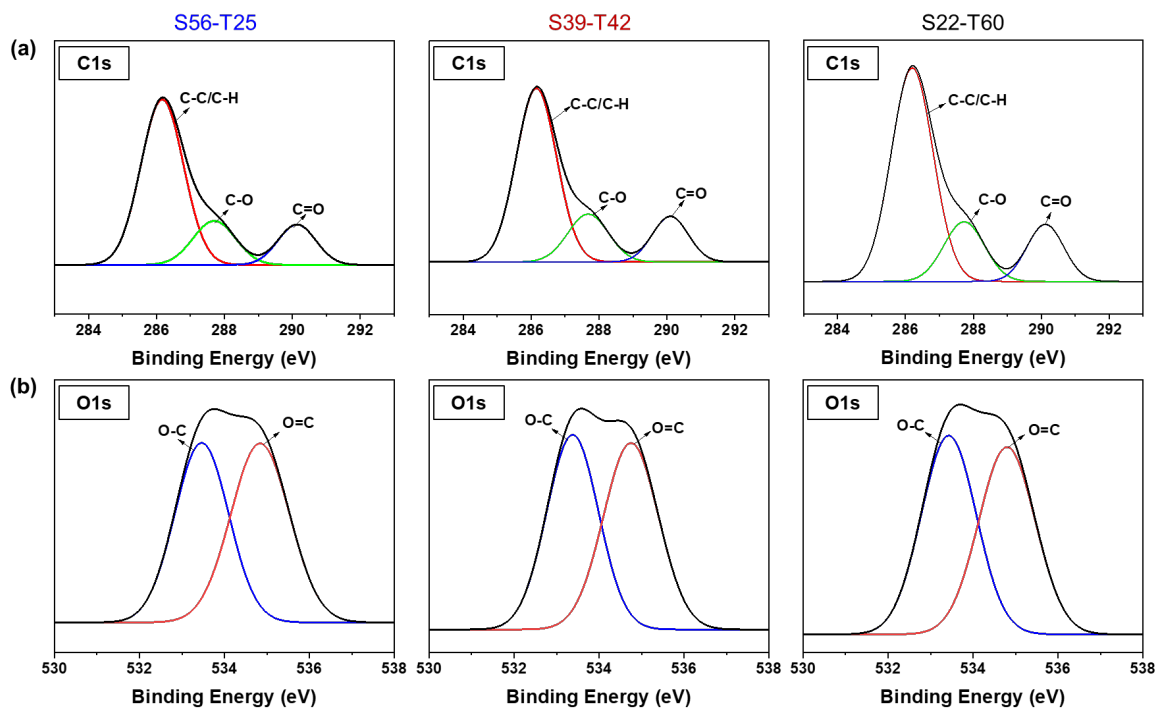 S56-T25 S39-T42 S22-T60
(a)
C1s C1s C1s
C-C/C-H C-C/C-H C-C/C-H
C-O C=O C-O C=O C-O C=O
284 286 288 290 292 284 286 288 290 292 284 286 288 290 292
Binding Energy (eV) Binding Energy (eV) Binding Energy (eV)
(b)
O1s O1s O1s
O-C O=C O-C O=C O-C O=C
530 532 534 536 538 530 532 534 536 538 530 532 534 536 538
Binding Energy (eV) Binding Energy (eV) Binding Energy (eV)